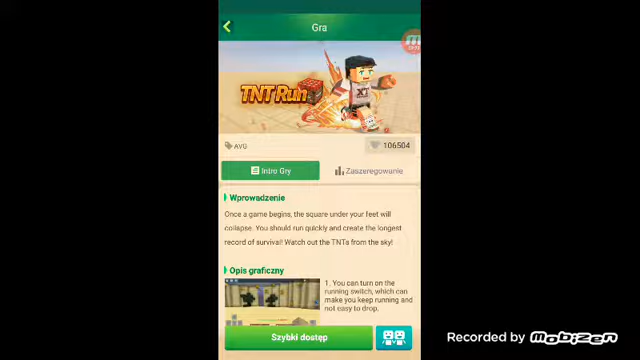 Gra
TNT Run
AVG
106504
Intro Gry
Zaszeregowanie
Wprowadzenie
Once a game begins, the square under your feet will
collapse. You should run quickly and create the longest
record of survival! Watch out the TNTa from the sky!
Opis graficzny
1. You can turn on the
running switch, which can
make you keep running and
not easy to drop.
Szybki dostęp
Recorded by mobizen